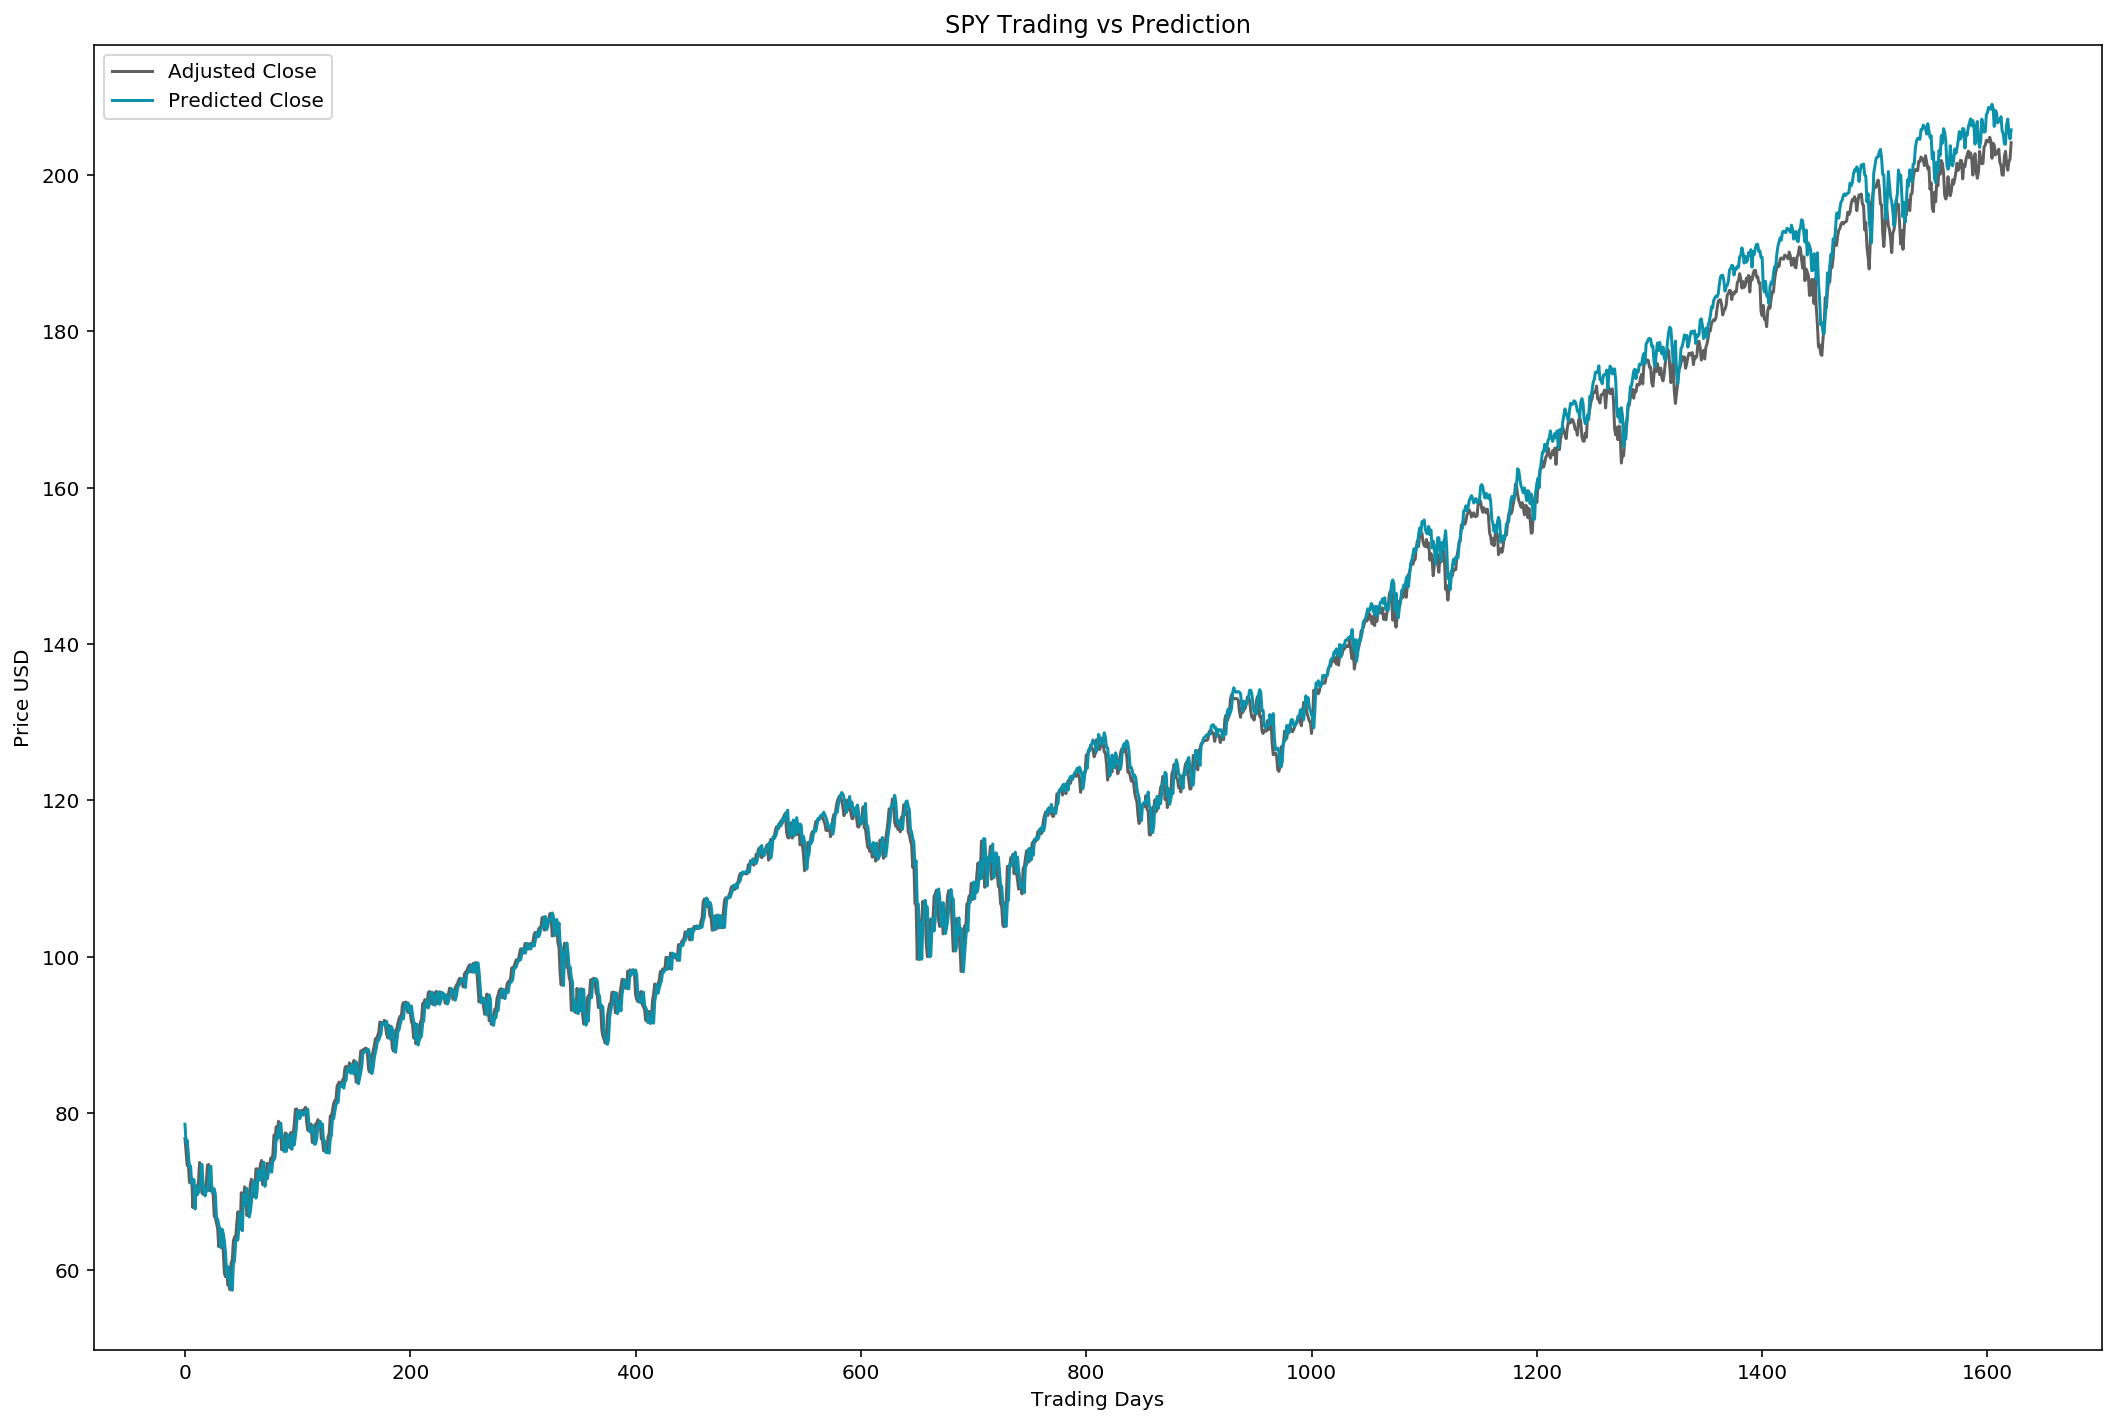 SPY Trading vs Prediction
Adjusted Close
Predicted Close
200
180
160
140
120
100
80
60
Price USD
0 200 400 600 800 1000 1200 1400 1600
Trading Days